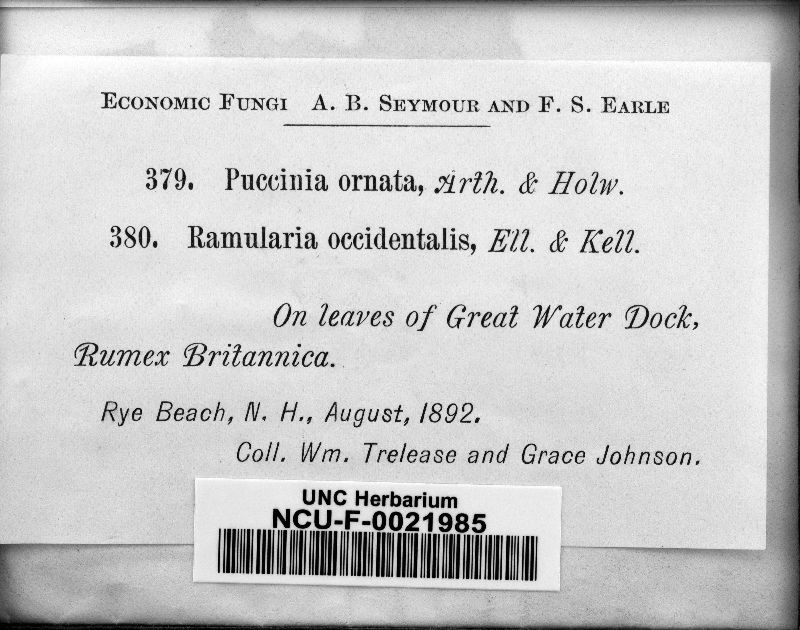 Economic Fungi A. B. Seymour and F. S. Earle
379. Puccinia ornata, Arth. & Holw.
380. Ramularia occidentalis, Ell. & Kell.
On leaves of Great Water Dock,
Rumex Britannica.
Rye Beach, N. H., August, 1892.
Coll. Wm. Trelease and Grace Johnson.
UNC Herbarium
NCU-F-0021985